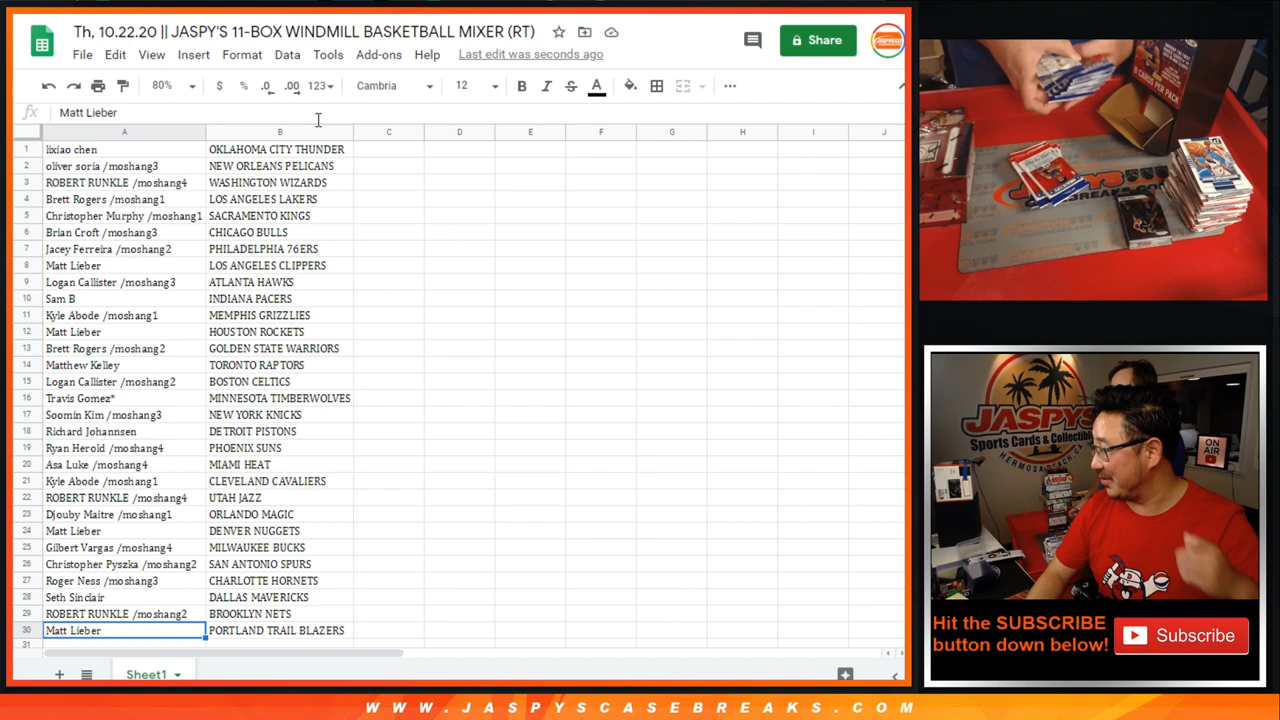 Th, 10.22.20 || JASPY'S 11-BOX WINDMILL BASKETBALL MIXER (RT)
File Edit View Insert Format Data Tools Add-ons Help Last edit was seconds ago
Share
80% $ % .0 .00 123 Cambria 12 B I S A
fx Matt Lieber
A B C D E F G H I J
1 lixiao chen OKLAHOMA CITY THUNDER
2 oliver soria /moshang3 NEW ORLEANS PELICANS
3 ROBERT RUNKLE /moshang4 WASHINGTON WIZARDS
4 Brett Rogers /moshang1 LOS ANGELES LAKERS
5 Christopher Murphy /moshang1 SACRAMENTO KINGS
6 Brian Croft /moshang3 CHICAGO BULLS
7 Jacey Ferreira /moshang2 PHILADELPHIA 76ERS
8 Matt Lieber LOS ANGELES CLIPPERS
9 Logan Callister /moshang3 ATLANTA HAWKS
10 Sam B INDIANA PACERS
11 Kyle Abode /moshang1 MEMPHIS GRIZZLIES
12 Matt Lieber HOUSTON ROCKETS
13 Brett Rogers /moshang2 GOLDEN STATE WARRIORS
14 Matthew Kelley TORONTO RAPTORS
15 Logan Callister /moshang2 BOSTON CELTICS
16 Travis Gomez* MINNESOTA TIMBERWOLVES
17 Soomin Kim /moshang3 NEW YORK KNICKS
18 Richard Johannsen DETROIT PISTONS
19 Ryan Herold /moshang4 PHOENIX SUNS
20 Asa Luke /moshang4 MIAMI HEAT
21 Kyle Abode /moshang1 CLEVELAND CAVALIERS
22 ROBERT RUNKLE /moshang4 UTAH JAZZ
23 Djouby Maitre /moshang1 ORLANDO MAGIC
24 Matt Lieber DENVER NUGGETS
25 Gilbert Vargas /moshang4 MILWAUKEE BUCKS
26 Christopher Pyszka /moshang2 SAN ANTONIO SPURS
27 Roger Ness /moshang3 CHARLOTTE HORNETS
28 Seth Sinclair DALLAS MAVERICKS
29 ROBERT RUNKLE /moshang2 BROOKLYN NETS
30 Matt Lieber PORTLAND TRAIL BLAZERS
31
Sheet1
CARDS PER PACK
JASPYS
JASPYS
Sports Cards & Collectibles
HERMOSA BEACH, CA
ON
AIR
Hit the SUBSCRIBE
button down below!
Subscribe
WWW.JASPYSCASEBREAKS.COM